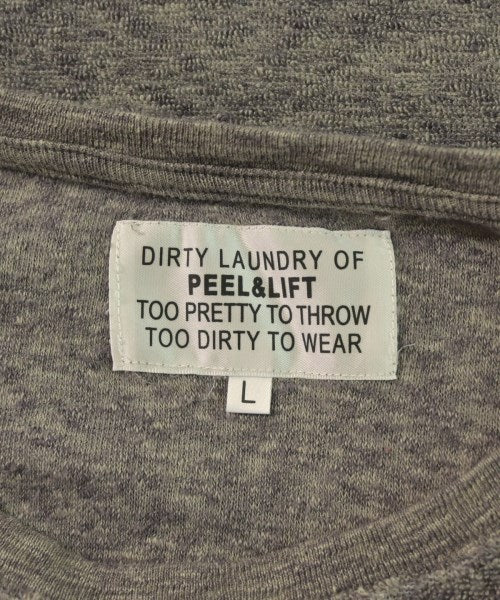 DIRTY LAUNDRY OF
PEEL&LIFT
TOO PRETTY TO THROW
TOO DIRTY TO WEAR
L